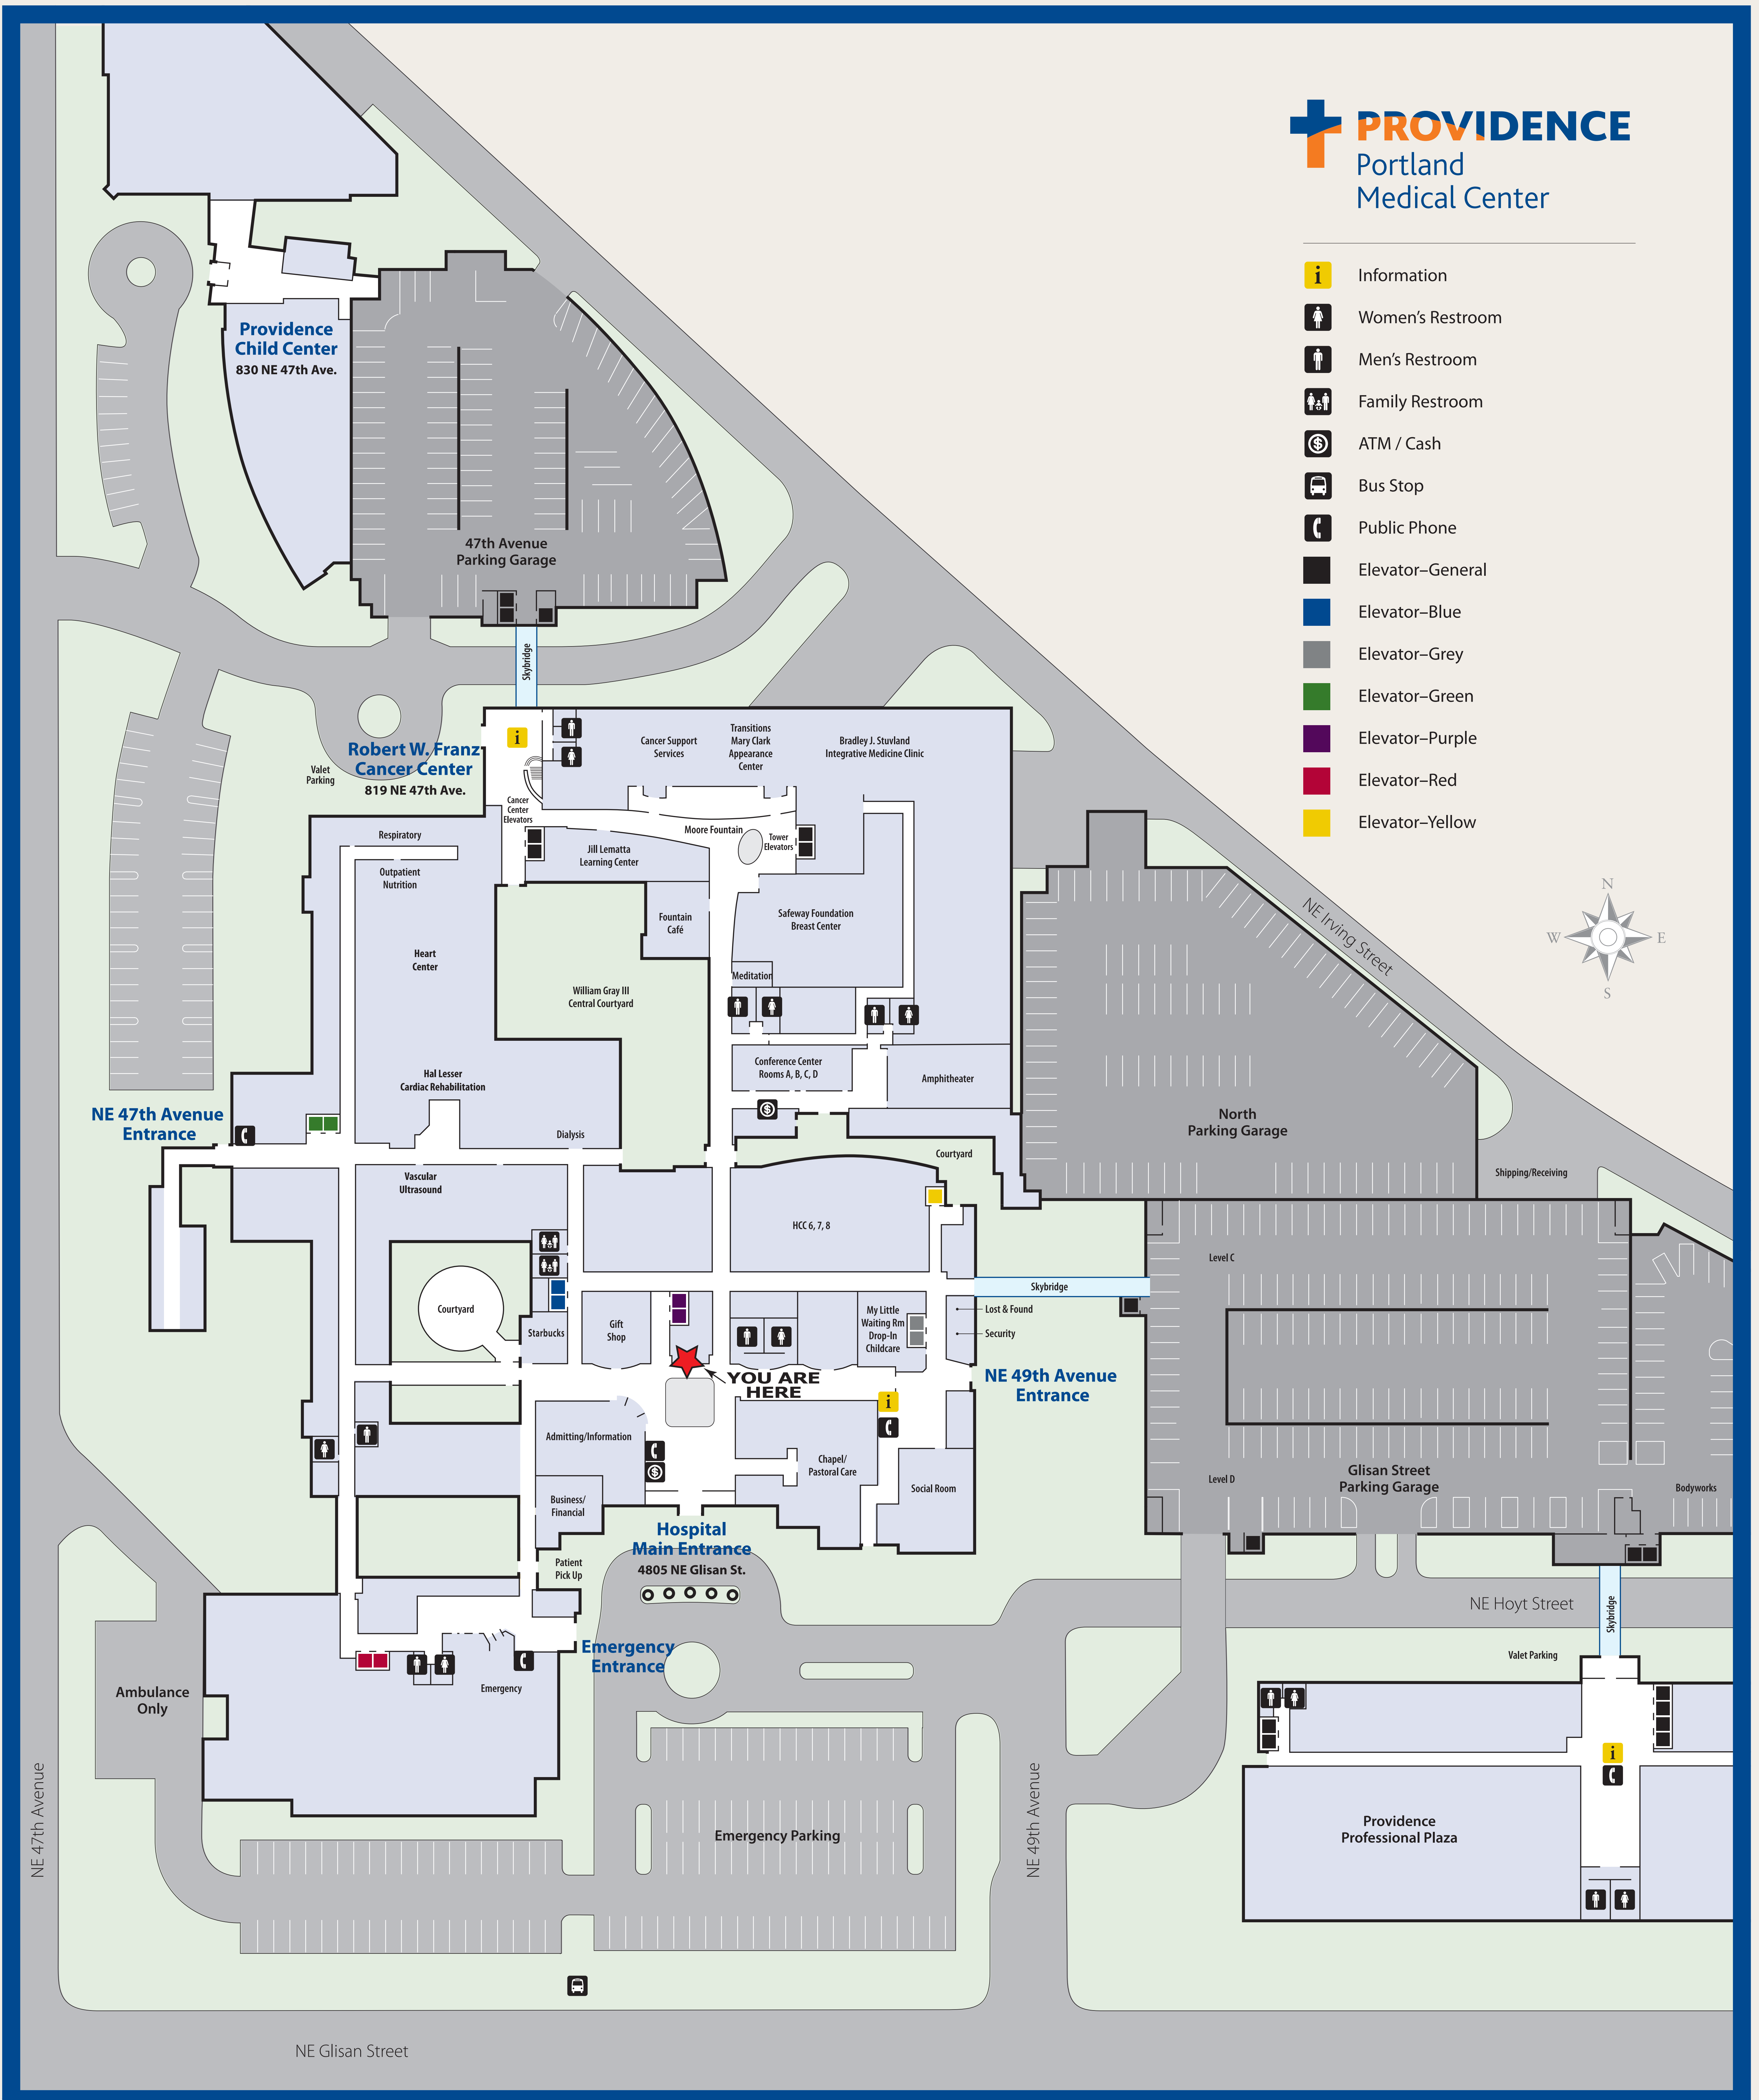 PROVIDENCE
Portland
Medical Center
i
Information
Women's Restroom
Men's Restroom
Family Restroom
$
ATM / Cash
Bus Stop
Public Phone
Elevator–General
Elevator–Blue
Elevator–Grey
Elevator–Green
Elevator–Purple
Elevator–Red
Elevator–Yellow
N
W
E
S
Providence
Child Center
830 NE 47th Ave.
47th Avenue
Parking Garage
Skybridge
i
Robert W. Franz
Cancer Center
819 NE 47th Ave.
Valet
Parking
Cancer Support
Services
Transitions
Mary Clark
Appearance
Center
Bradley J. Stuvland
Integrative Medicine Clinic
Cancer
Center
Elevators
Moore Fountain
Tower
Elevators
Respiratory
Outpatient
Nutrition
Jill Lematta
Learning Center
Fountain
Café
Safeway Foundation
Breast Center
Heart
Center
Meditation
William Gray III
Central Courtyard
Conference Center
Rooms A, B, C, D
Amphitheater
$
Hal Lesser
Cardiac Rehabilitation
NE 47th Avenue
Entrance
Dialysis
Vascular
Ultrasound
Courtyard
HCC 6, 7, 8
NE Irving Street
North
Parking Garage
Shipping/Receiving
Level C
Skybridge
Courtyard
Starbucks
Gift
Shop
My Little
Waiting Rm
Drop-In
Childcare
Lost & Found
Security
YOU ARE
HERE
NE 49th Avenue
Entrance
i
Admitting/Information
$
Chapel/
Pastoral Care
Social Room
Business/
Financial
Level D
Glisan Street
Parking Garage
Bodyworks
Hospital
Main Entrance
4805 NE Glisan St.
Patient
Pick Up
NE Hoyt Street
Skybridge
Emergency
Entrance
Valet Parking
Emergency
Ambulance
Only
i
NE 47th Avenue
Emergency Parking
NE 49th Avenue
Providence
Professional Plaza
NE Glisan Street